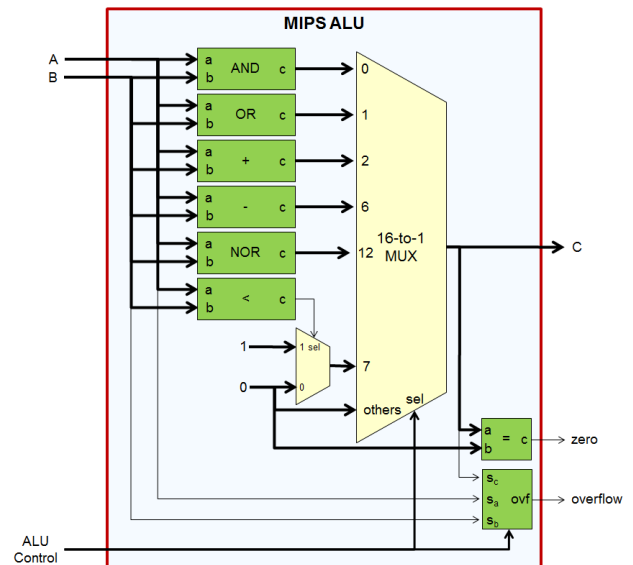 MIPS ALU
A
B
a AND c
b
0
a OR c
b
1
a + c
b
2
a - c
b
6
16-to-1
MUX
C
a NOR c
b
12
a < c
b
1
1 sel
7
0
0
others
sel
a = c
b
zero
sc
sa ovf
sb
overflow
ALU
Control